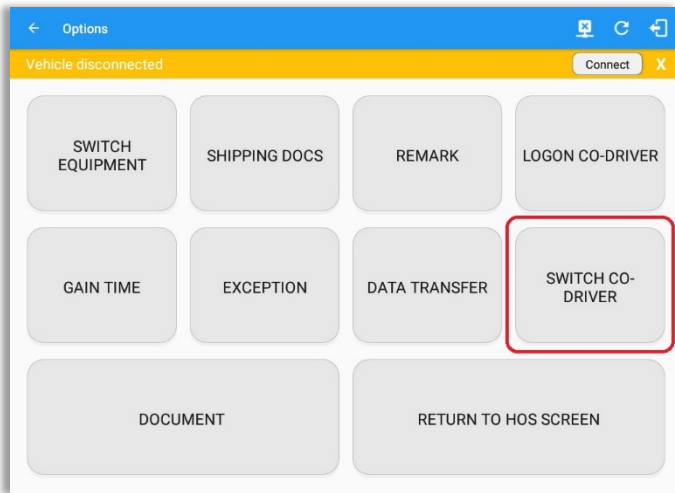 Options
Vehicle disconnected
Connect
X
SWITCH
EQUIPMENT
SHIPPING DOCS
REMARK
LOGON CO-DRIVER
GAIN TIME
EXCEPTION
DATA TRANSFER
SWITCH CO-
DRIVER
DOCUMENT
RETURN TO HOS SCREEN